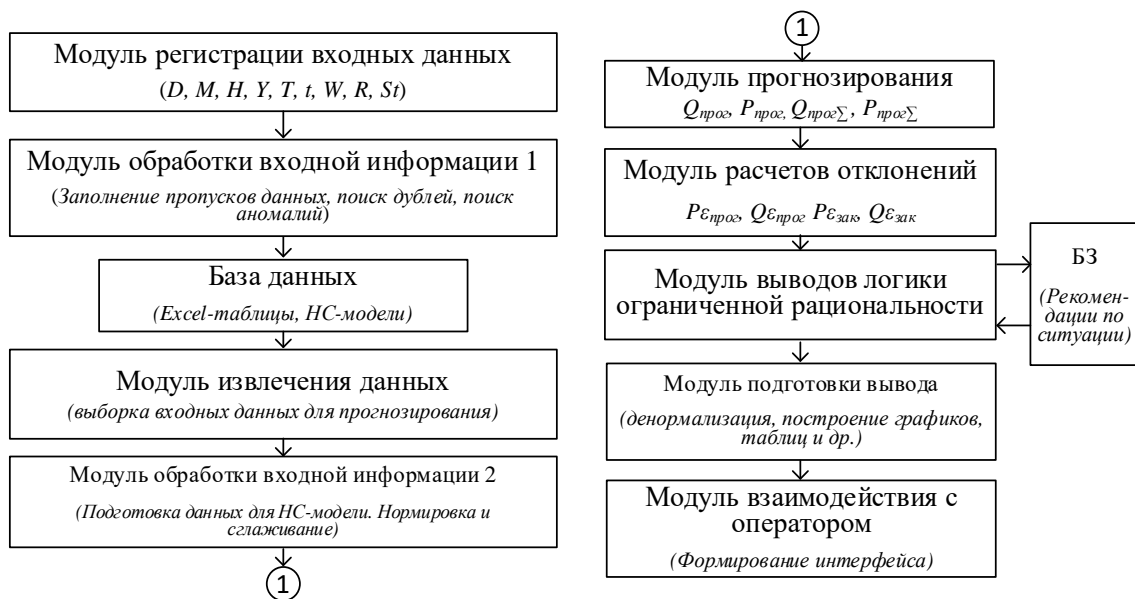 Модуль регистрации входных данных
(D, M, H, Y, T, t, W, R, St)
Модуль обработки входной информации 1
(Заполнение пропусков данных, поиск дублей, поиск
аномалий)
База данных
(Excel-таблицы, НС-модели)
Модуль извлечения данных
(выборка входных данных для прогнозирования)
Модуль обработки входной информации 2
(Подготовка данных для НС-модели. Нормировка и
сглаживание)
1
1
Модуль прогнозирования
Qпрог, Pпрог, Qпрог∑, Pпрог∑
Модуль расчетов отклонений
Pεпрог, Qεпрог Pεзак, Qεзак
Модуль выводов логики
ограниченной рациональности
БЗ
(Рекомен-
дации по
ситуации)
Модуль подготовки вывода
(денормализация, построение графиков,
таблиц и др.)
Модуль взаимодействия с
оператором
(Формирование интерфейса)